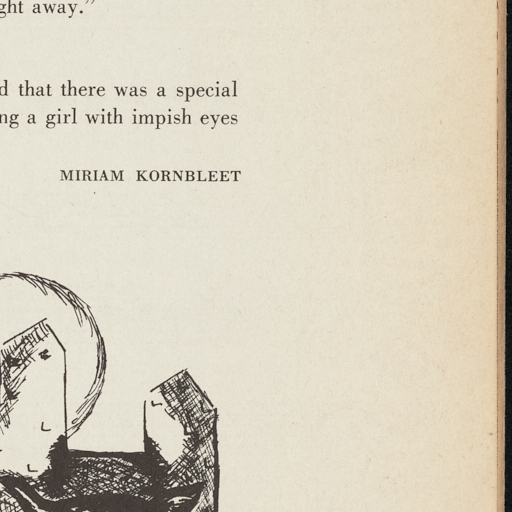 ght away."
d that there was a special
ng a girl with impish eyes
MIRIAM KORNBLEET